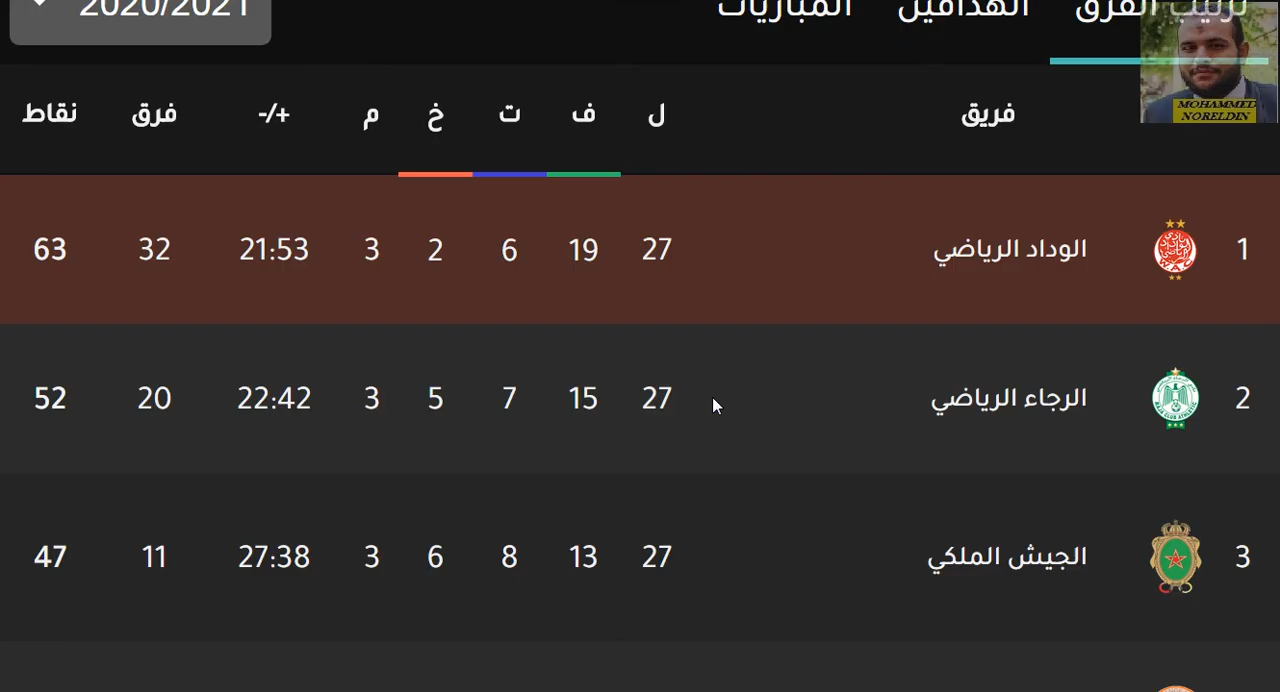 ترتيب الفرق الهدافين المباريات 2020/2021
MOHAMMED
NORELDIN
فريق ل ف ت خ م +/- فرق نقاط
1 الوداد الرياضي 27 19 6 2 3 21:53 32 63
2 الرجاء الرياضي 27 15 7 5 3 22:42 20 52
3 الجيش الملكي 27 13 8 6 3 27:38 11 47